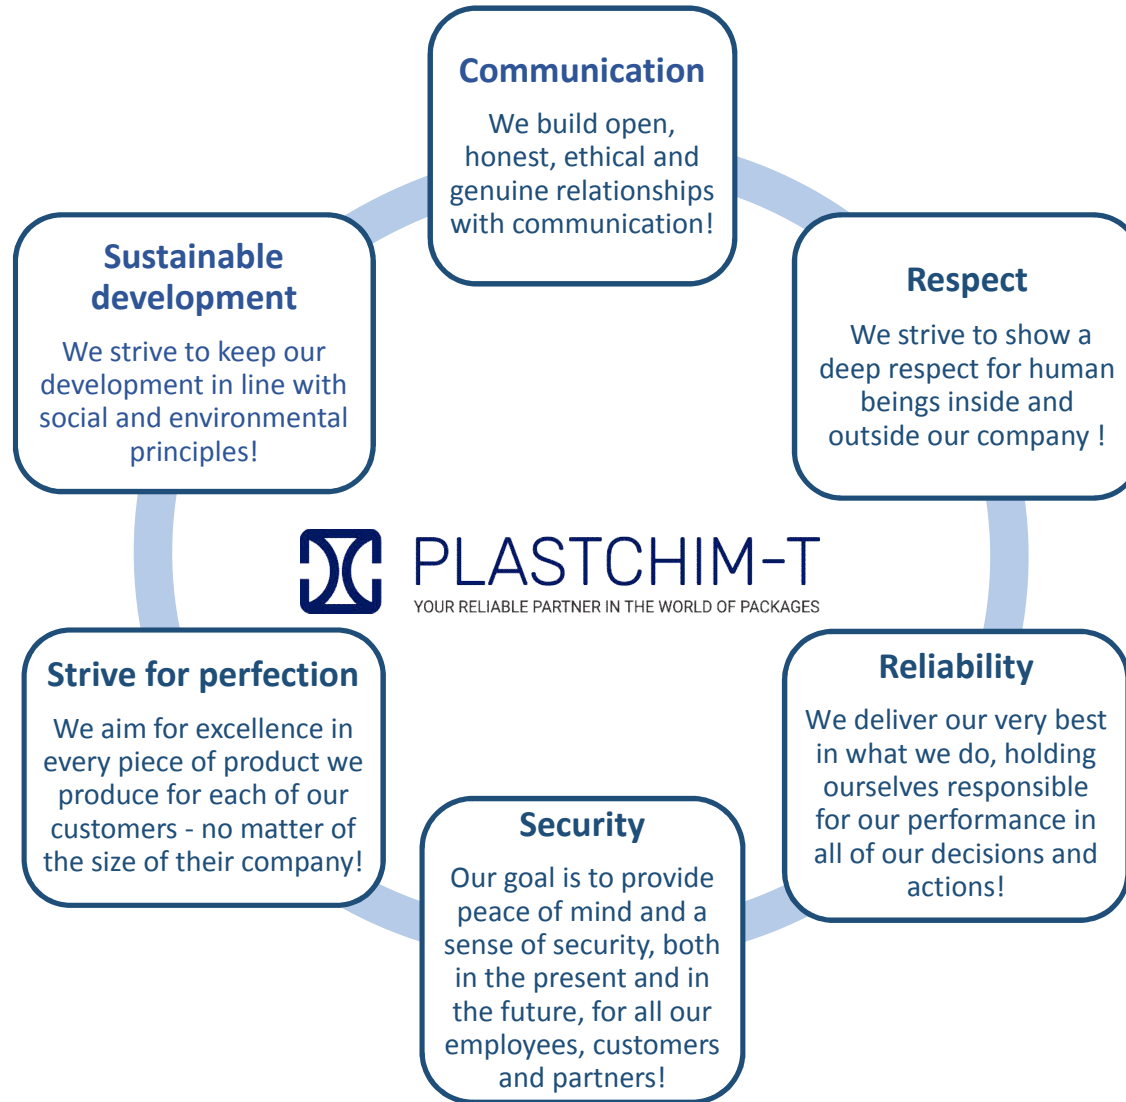 Communication
We build open,
honest, ethical and
genuine relationships
with communication!
Respect
We strive to show a
deep respect for human
beings inside and
outside our company !
Reliability
We deliver our very best
in what we do, holding
ourselves responsible
for our performance in
all of our decisions and
actions!
Security
Our goal is to provide
peace of mind and a
sense of security, both
in the present and in
the future, for all our
employees, customers
and partners!
Strive for perfection
We aim for excellence in
every piece of product we
produce for each of our
customers - no matter of
the size of their company!
Sustainable
development
We strive to keep our
development in line with
social and environmental
principles!
PLASTCHIM-T
YOUR RELIABLE PARTNER IN THE WORLD OF PACKAGES